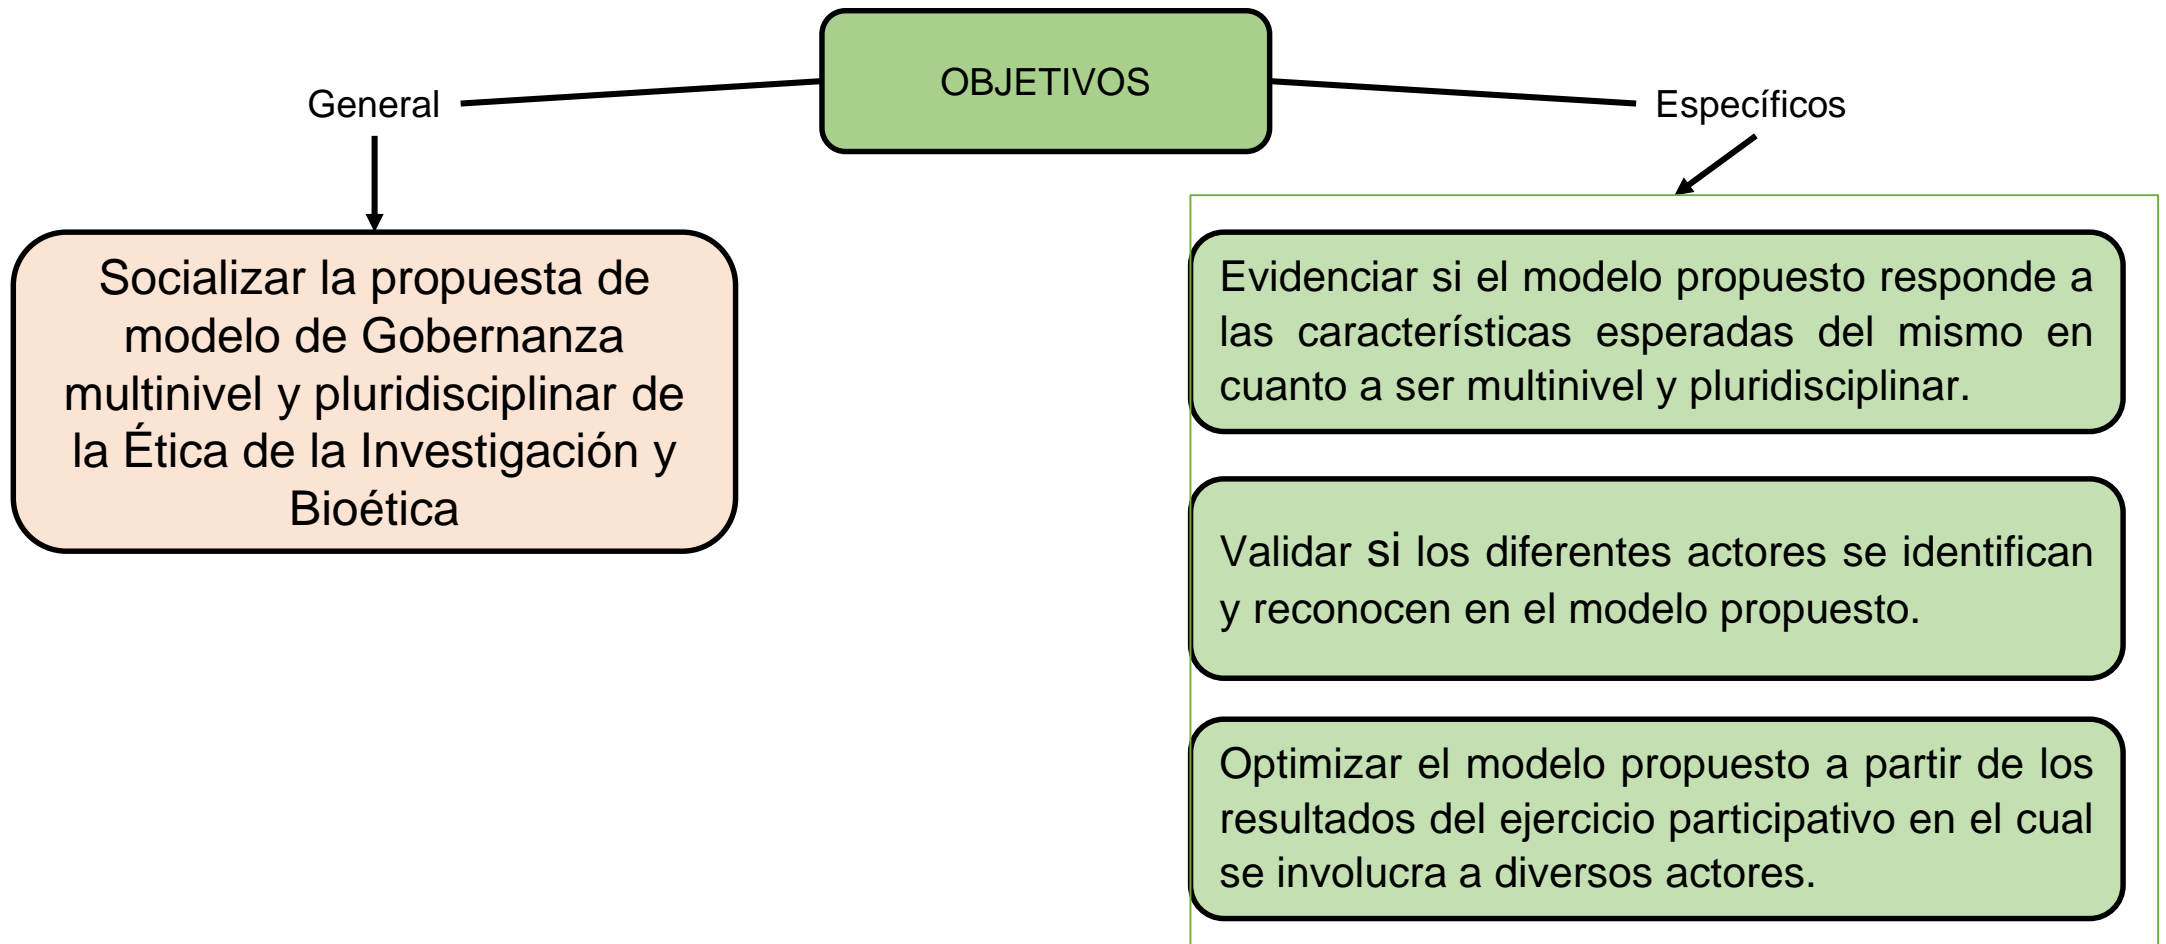 OBJETIVOS
General
Específicos
Socializar la propuesta de
modelo de Gobernanza
multinivel y pluridisciplinar de
la Ética de la Investigación y
Bioética
Evidenciar si el modelo propuesto responde a
las características esperadas del mismo en
cuanto a ser multinivel y pluridisciplinar.
Validar si los diferentes actores se identifican
y reconocen en el modelo propuesto.
Optimizar el modelo propuesto a partir de los
resultados del ejercicio participativo en el cual
se involucra a diversos actores.